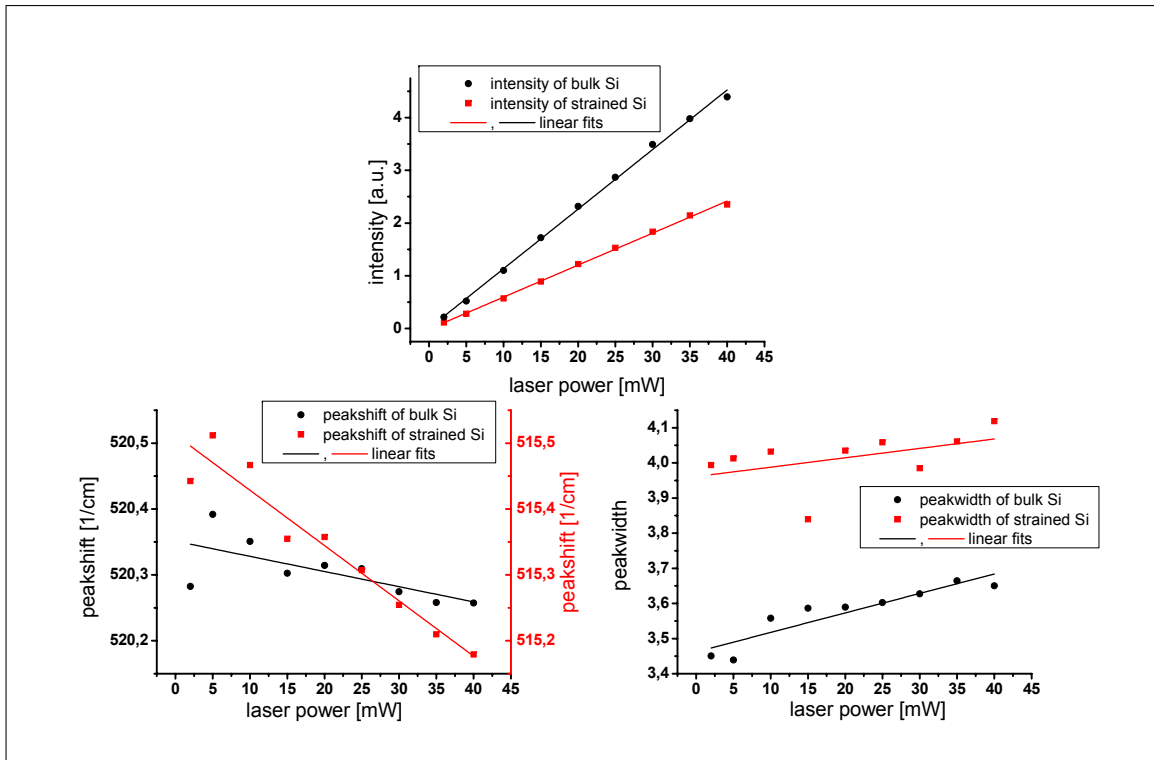 intensity of bulk Si
intensity of strained Si
, linear fits
4
3
2
1
0
intensity [a.u.]
0 5 10 15 20 25 30 35 40 45
laser power [mW]
peakshift of bulk Si
peakshift of strained Si
, linear fits
520,5
520,4
520,3
520,2
peakshift [1/cm]
515,5
515,4
515,3
515,2
peakshift [1/cm]
0 5 10 15 20 25 30 35 40 45
laser power [mW]
4,1
4,0
3,9
3,8
3,7
3,6
3,5
3,4
peakwidth
peakwidth of bulk Si
peakwidth of strained Si
, linear fits
0 5 10 15 20 25 30 35 40 45
laser power [mW]